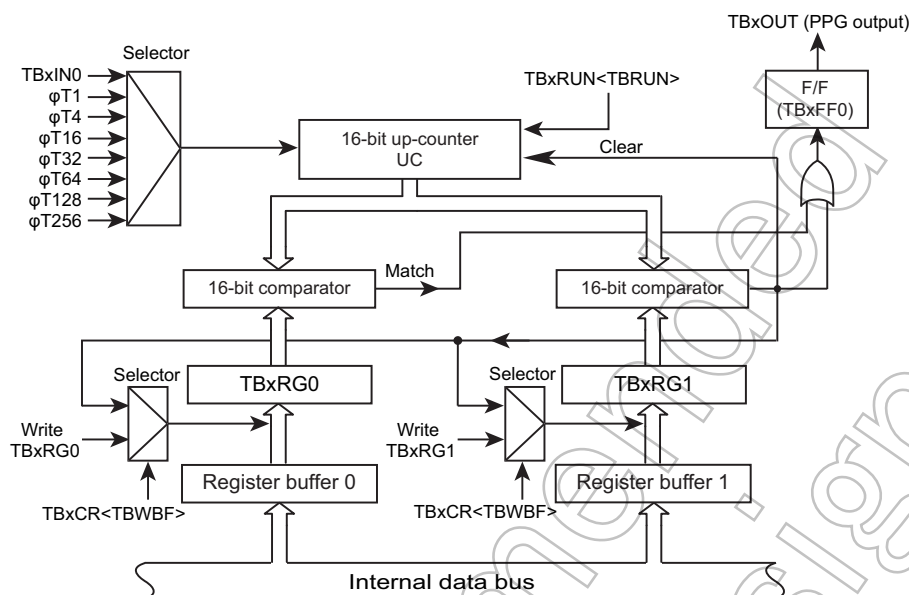 TBxOUT (PPG output)
Selector
TBxIN0
φT1
φT4
φT16
φT32
φT64
φT128
φT256
TBxRUN<TBRUN>
F/F
(TBxFF0)
16-bit up-counter
UC
Clear
16-bit comparator
Match
16-bit comparator
Selector
TBxRG0
Selector
TBxRG1
Write
TBxRG0
Write
TBxRG1
Register buffer 0
Register buffer 1
TBxCR<TBWBF>
TBxCR<TBWBF>
Internal data bus
mended
sign